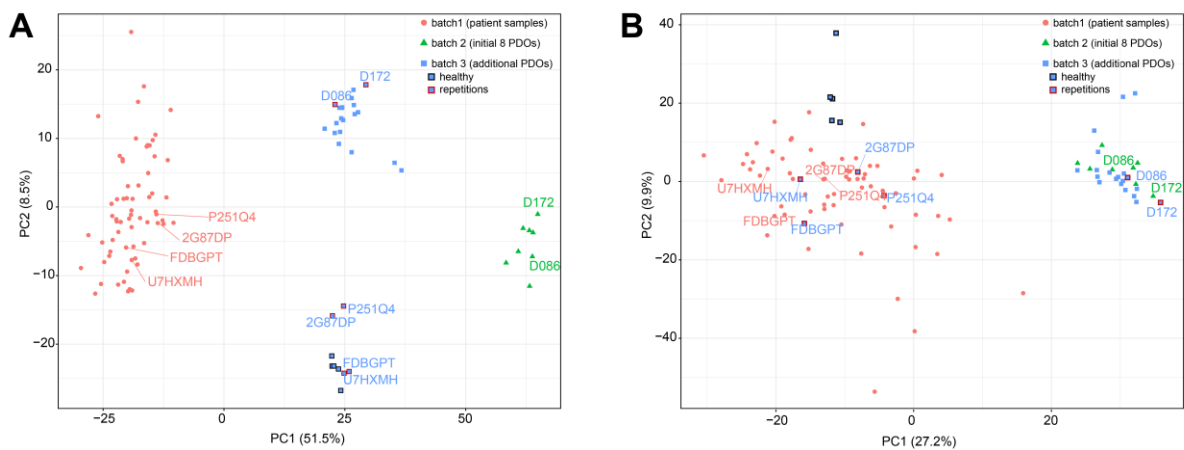 A
batch1 (patient samples)
batch 2 (initial 8 PDOs)
batch 3 (additional PDOs)
healthy
repetitions
D172
D086
P251Q4
2G87DP
FDBGPT
U7HXMH
D172
D086
P251Q4
2G87DP
FDBGPT
U7HXMH
20
10
0
−10
−20
PC2 (8.5%)
−25
0
25
50
PC1 (51.5%)
B
batch1 (patient samples)
batch 2 (initial 8 PDOs)
batch 3 (additional PDOs)
healthy
repetitions
2G87DP
2G87DP
U7HXMH
U7HXMH
P251Q4
P251Q4
FDBGPT
FDBGPT
D086
D086
D172
D172
40
20
0
−20
−40
PC2 (9.9%)
−20
0
20
PC1 (27.2%)